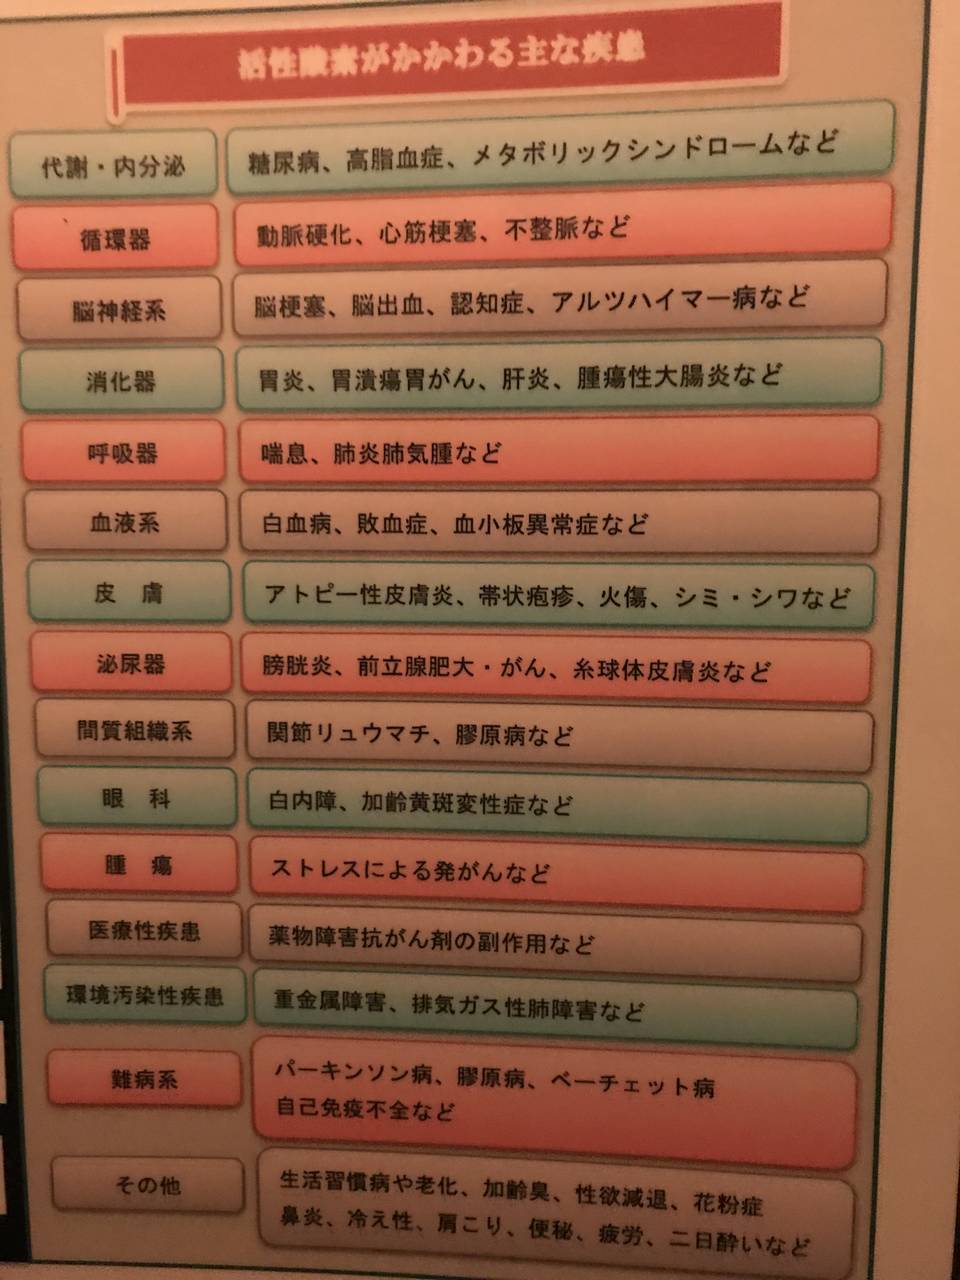 活性酸素がかかわる主な疾患
代謝・内分泌
糖尿病、高脂血症、メタボリックシンドロームなど
循環器
動脈硬化、心筋梗塞、不整脈など
脳神経系
脳梗塞、脳出血、認知症、アルツハイマー病など
消化器
胃炎、胃潰瘍胃がん、肝炎、腫瘍性大腸炎など
呼吸器
喘息、肺炎肺気腫など
血液系
白血病、敗血症、血小板異常症など
皮 膚
アトピー性皮膚炎、帯状疱疹、火傷、シミ・シワなど
泌尿器
膀胱炎、前立腺肥大・がん、糸球体皮膚炎など
間質組織系
関節リュウマチ、膠原病など
眼 科
白内障、加齢黄斑変性症など
腫 瘍
ストレスによる発がんなど
医療性疾患
薬物障害抗がん剤の副作用など
環境汚染性疾患
重金属障害、排気ガス性肺障害など
難病系
パーキンソン病、膠原病、ベーチェット病
自己免疫不全など
その他
生活習慣病や老化、加齢臭、性欲減退、花粉症
鼻炎、冷え性、肩こり、便秘、疲労、二日酔いなど